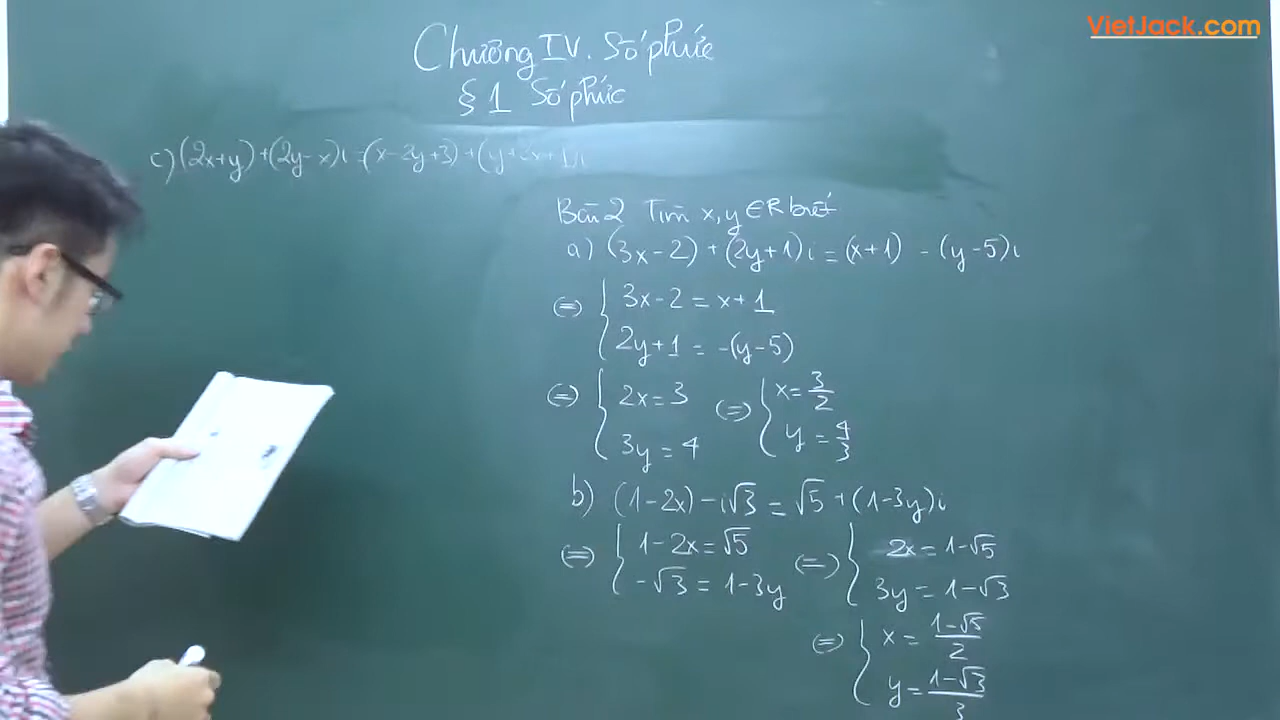 VietJack.com
Chương IV. Số phức
§1 Số phức
c) (2x+y) + (2y-x)i = (x-2y+3) + (y+2x+1)i
Bài 2 Tìm x, y ∈ R biết
a) (3x-2) + (2y+1)i = (x+1) - (y-5)i
(=) { 3x-2 = x+1
2y+1 = -(y-5)
(=) { 2x=3 (=) { x=3/2
3y=4 y=4/3
b) (1-2x) - i√3 = √5 + (1-3y)i
(=) { 1-2x=√5 (=) { 2x=1-√5
-√3 = 1-3y 3y = 1-√3
(=) { x = (1-√5)/2
y = (1-√3)/3